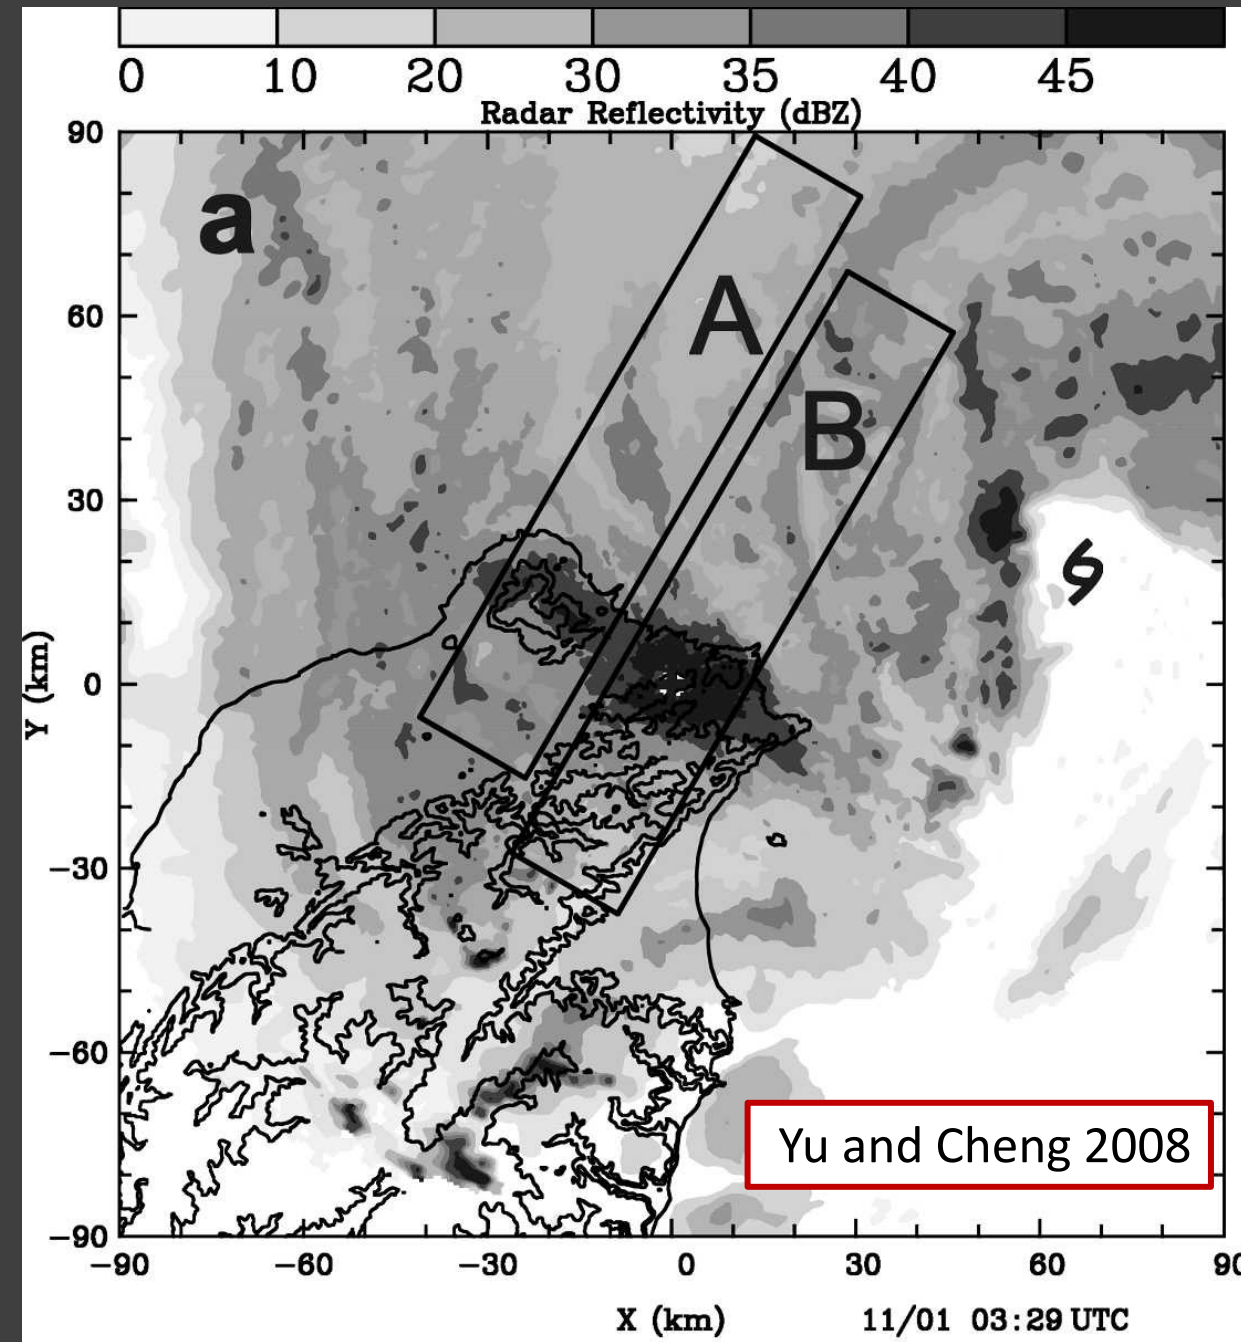 0 10 20 30 35 40 45
Radar Reflectivity (dBZ)
90
a
A
60
B
30
Y (km)
0
−30
−60
Yu and Cheng 2008
−90
−90 −60 −30 0 30 60 90
X (km) 11/01 03:29 UTC